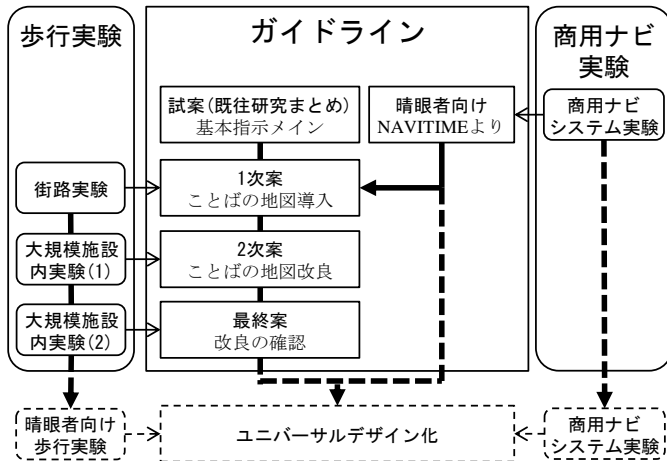 歩行実験
ガイドライン
商用ナビ
実験
試案(既往研究まとめ)
基本指示メイン
晴眼者向け
NAVITIMEより
商用ナビ
システム実験
街路実験
1次案
ことばの地図導入
大規模施設
内実験(1)
2次案
ことばの地図改良
大規模施設
内実験(2)
最終案
改良の確認
晴眼者向け
歩行実験
ユニバーサルデザイン化
商用ナビ
システム実験